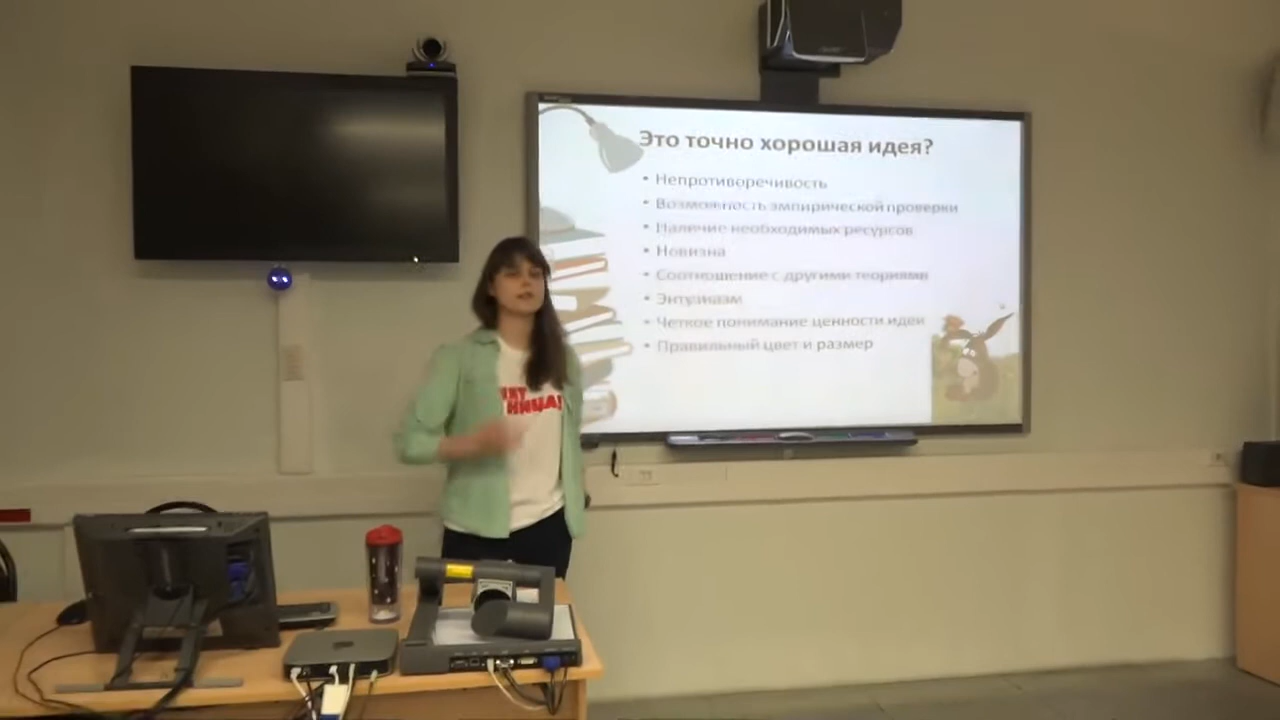 Это точно хорошая идея?
• Непротиворечивость
• Возможность эмпирической проверки
• Наличие необходимых ресурсов
• Новизна
• Соотношение с другими теориями
• Энтузиазм
• Четкое понимание ценности идеи
• Правильный цвет и размер
НИЦА!